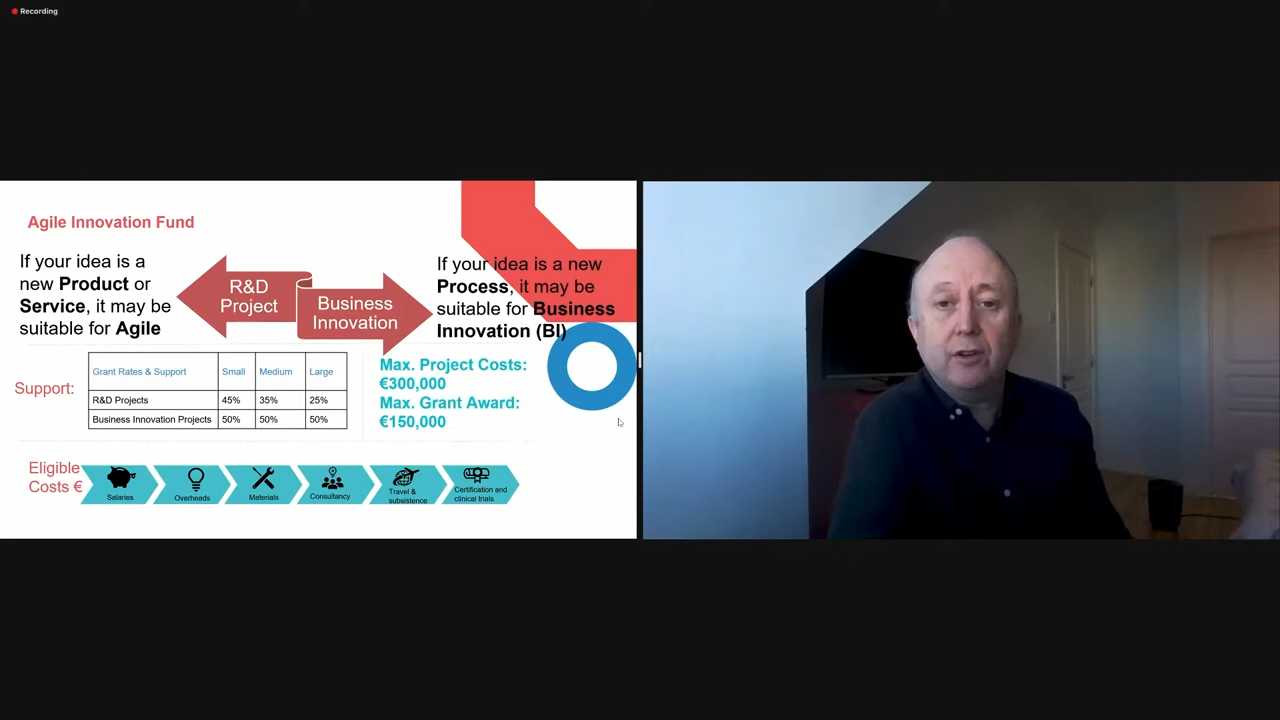 Recording
Agile Innovation Fund
If your idea is a
new Product or
Service, it may be
suitable for Agile
R&D
Project
Business
Innovation
If your idea is a new
Process, it may be
suitable for Business
Innovation (BI)
Support:
Grant Rates & Support Small Medium Large
R&D Projects 45% 35% 25%
Business Innovation Projects 50% 50% 50%
Max. Project Costs:
€300,000
Max. Grant Award:
€150,000
Eligible
Costs €
Salaries
Overheads
Materials
Consultancy
Travel &
subsistence
Certification and
clinical trials